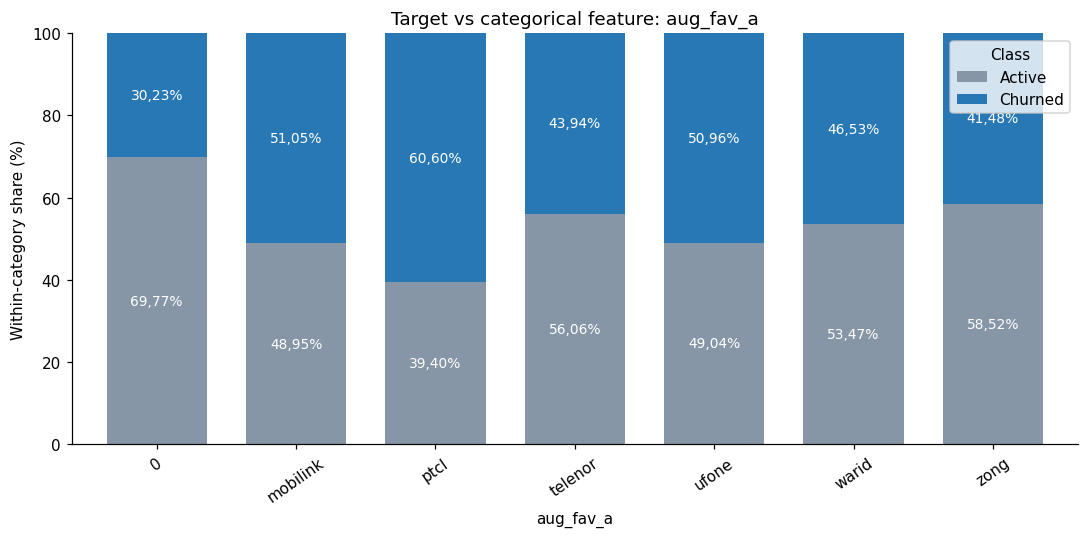 Target vs categorical feature: aug_fav_a
Class
Active
Churned
Within-category share (%)
100
80
60
40
20
0
30,23%
51,05%
60,60%
43,94%
50,96%
46,53%
41,48%
69,77%
48,95%
39,40%
56,06%
49,04%
53,47%
58,52%
0
mobilink
ptcl
telenor
ufone
warid
zong
aug_fav_a